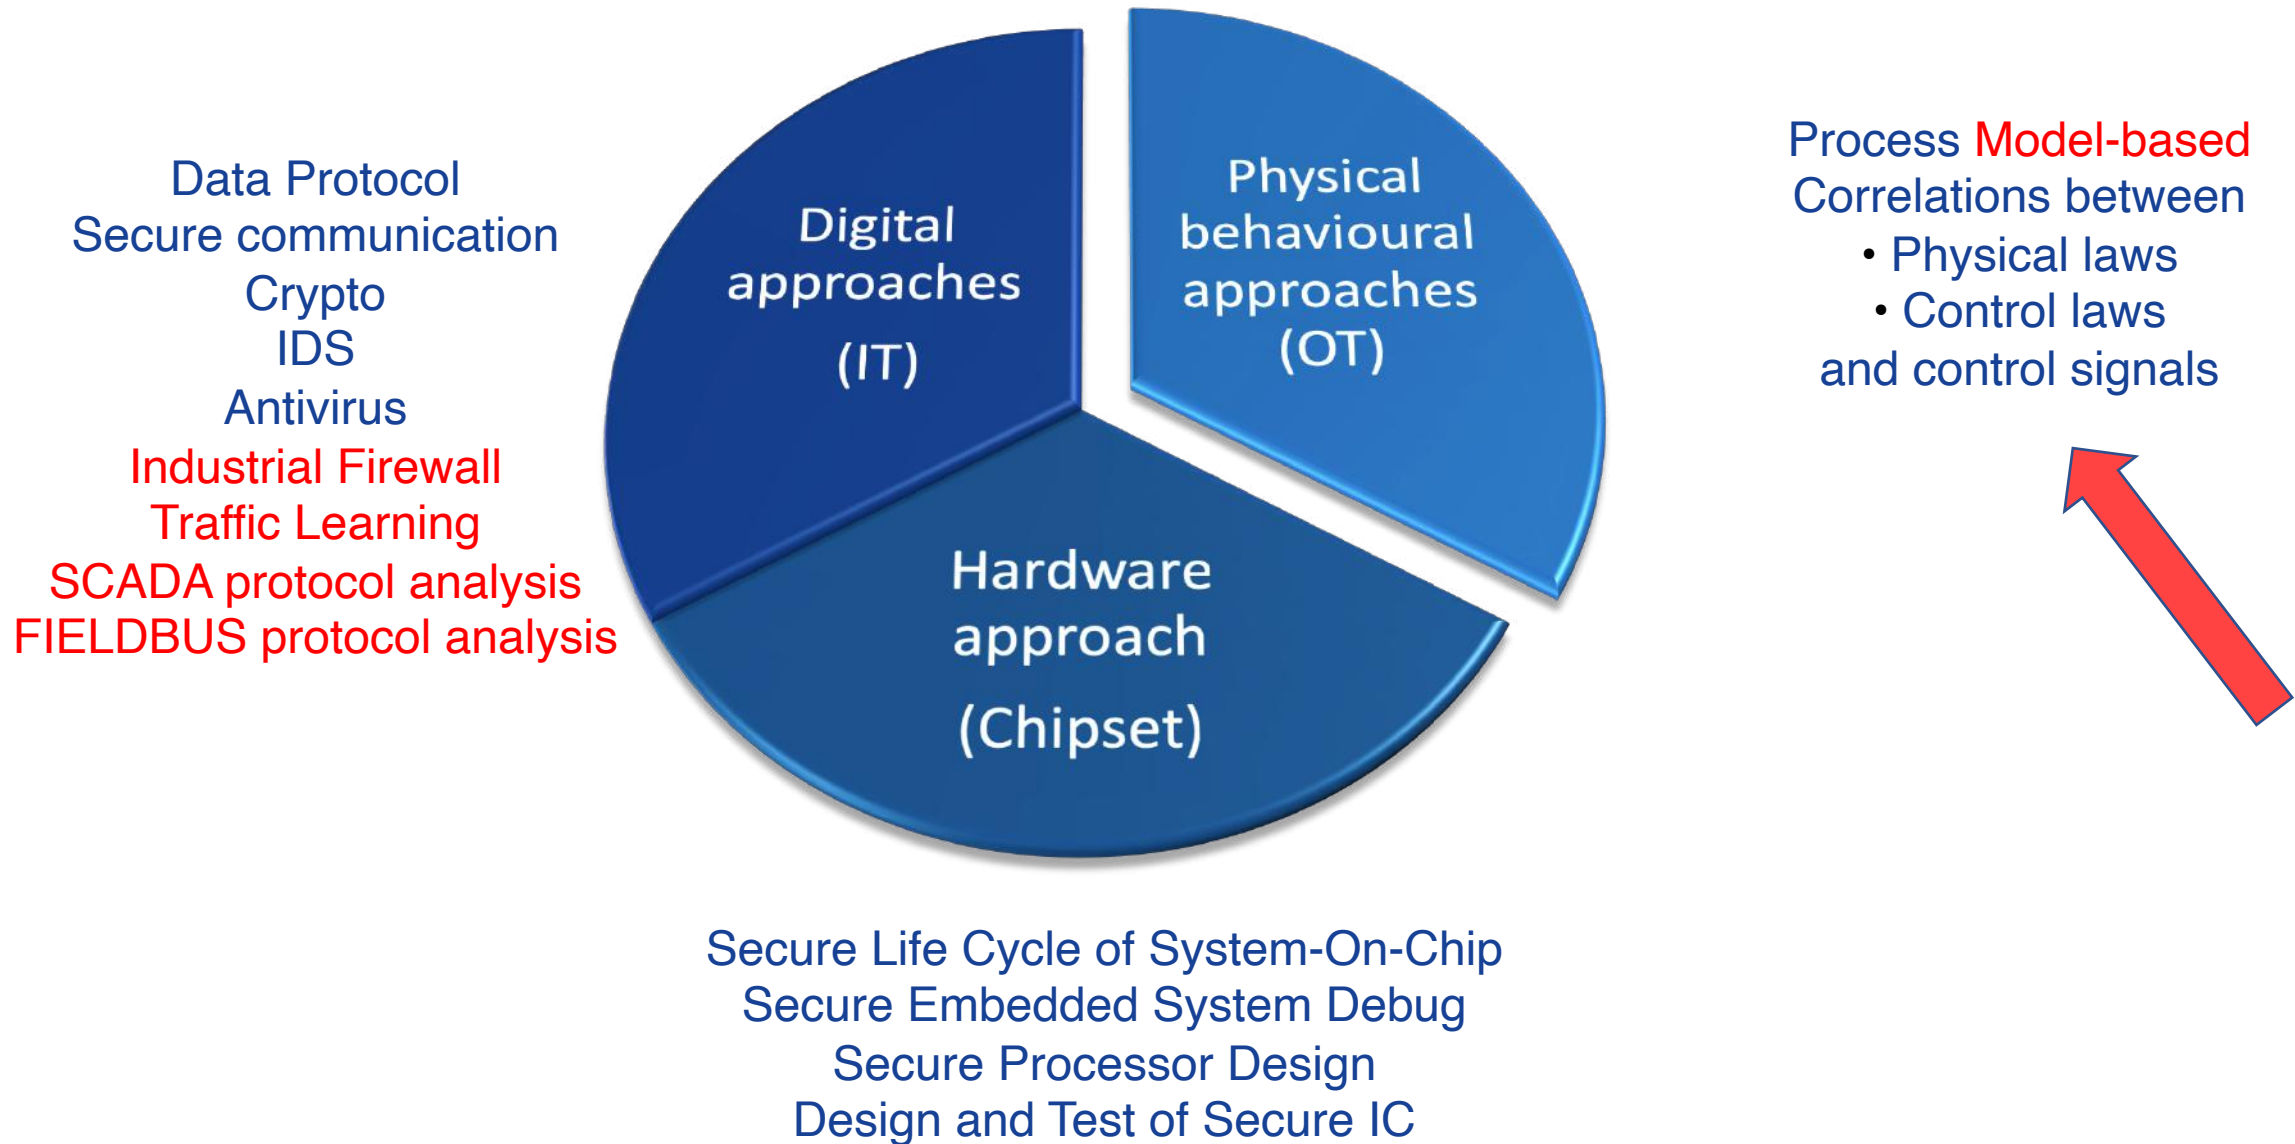 Data Protocol
Secure communication
Crypto
IDS
Antivirus
Industrial Firewall
Traffic Learning
SCADA protocol analysis
FIELDBUS protocol analysis
Digital
approaches
(IT)
Physical
behavioural
approaches
(OT)
Hardware
approach
(Chipset)
Process Model-based
Correlations between
• Physical laws
• Control laws
and control signals
Secure Life Cycle of System-On-Chip
Secure Embedded System Debug
Secure Processor Design
Design and Test of Secure IC